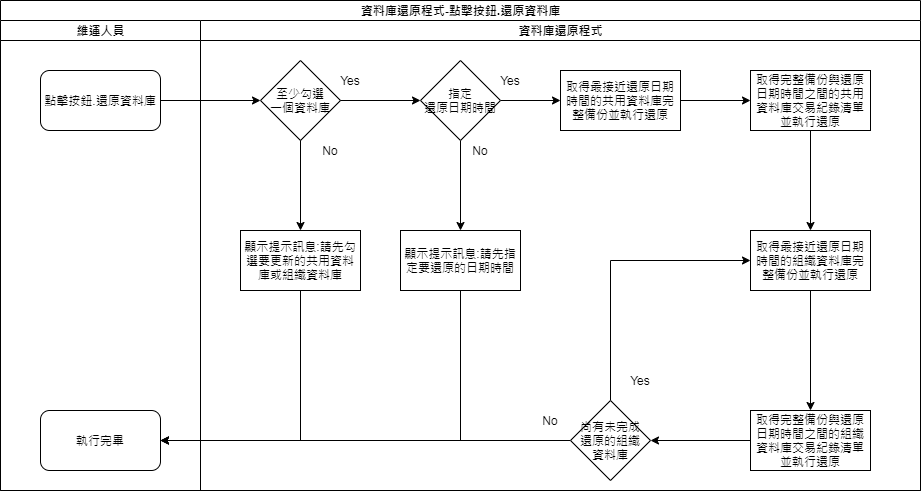 資料庫還原程式-點擊按鈕.還原資料庫
維運人員
資料庫還原程式
點擊按鈕.還原資料庫
至少勾選
一個資料庫
Yes
指定
還原日期時間
Yes
取得最接近還原日期
時間的共用資料庫完
整備份並執行還原
取得完整備份與還原
日期時間之間的共用
資料庫交易紀錄清單
並執行還原
No
No
顯示提示訊息:請先勾
選要更新的共用資料
庫或組織資料庫
顯示提示訊息:請先指
定要還原的日期時間
取得最接近還原日期
時間的組織資料庫完
整備份並執行還原
Yes
No
執行完畢
尚有未完成
還原的組織
資料庫
取得完整備份與還原
日期時間之間的組織
資料庫交易紀錄清單
並執行還原